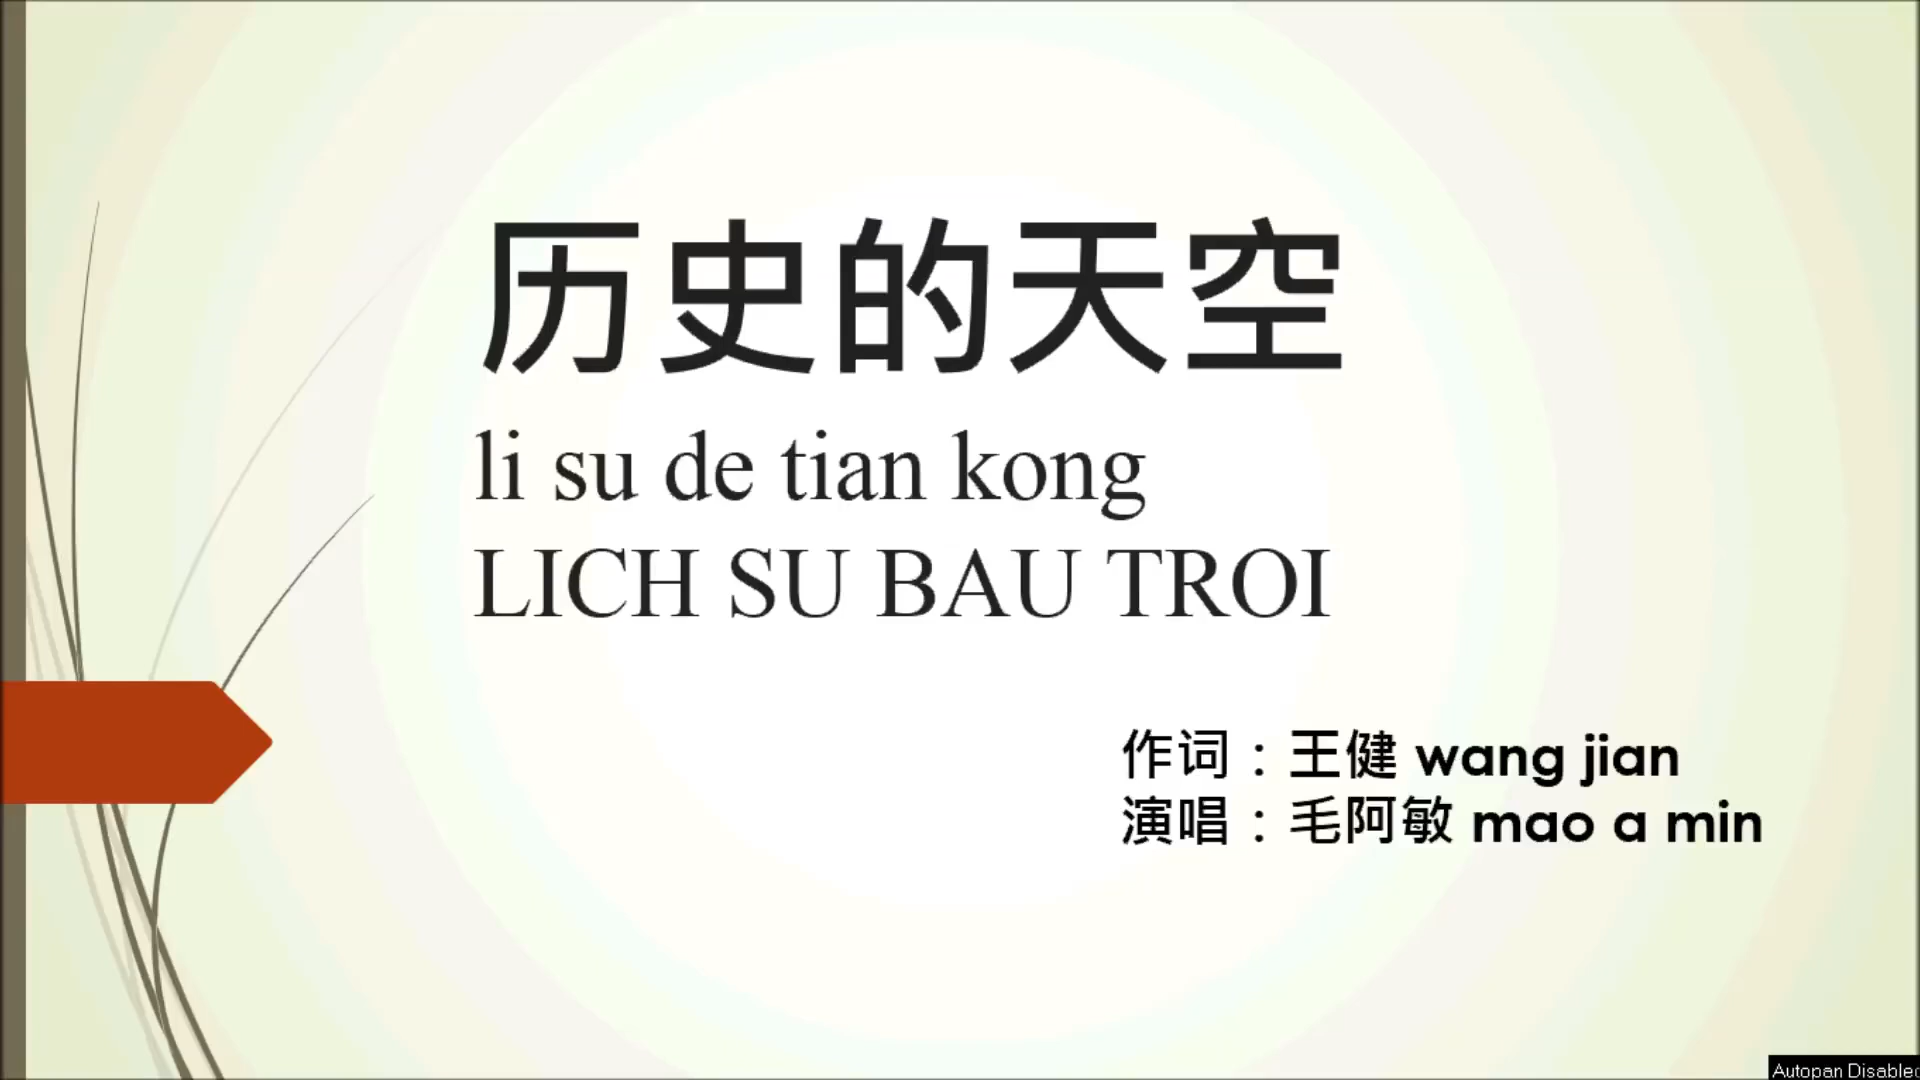 历史的天空
li su de tian kong
LICH SU BAU TROI
作词：王健 wang jian
演唱：毛阿敏 mao a min
Autopan Disabled